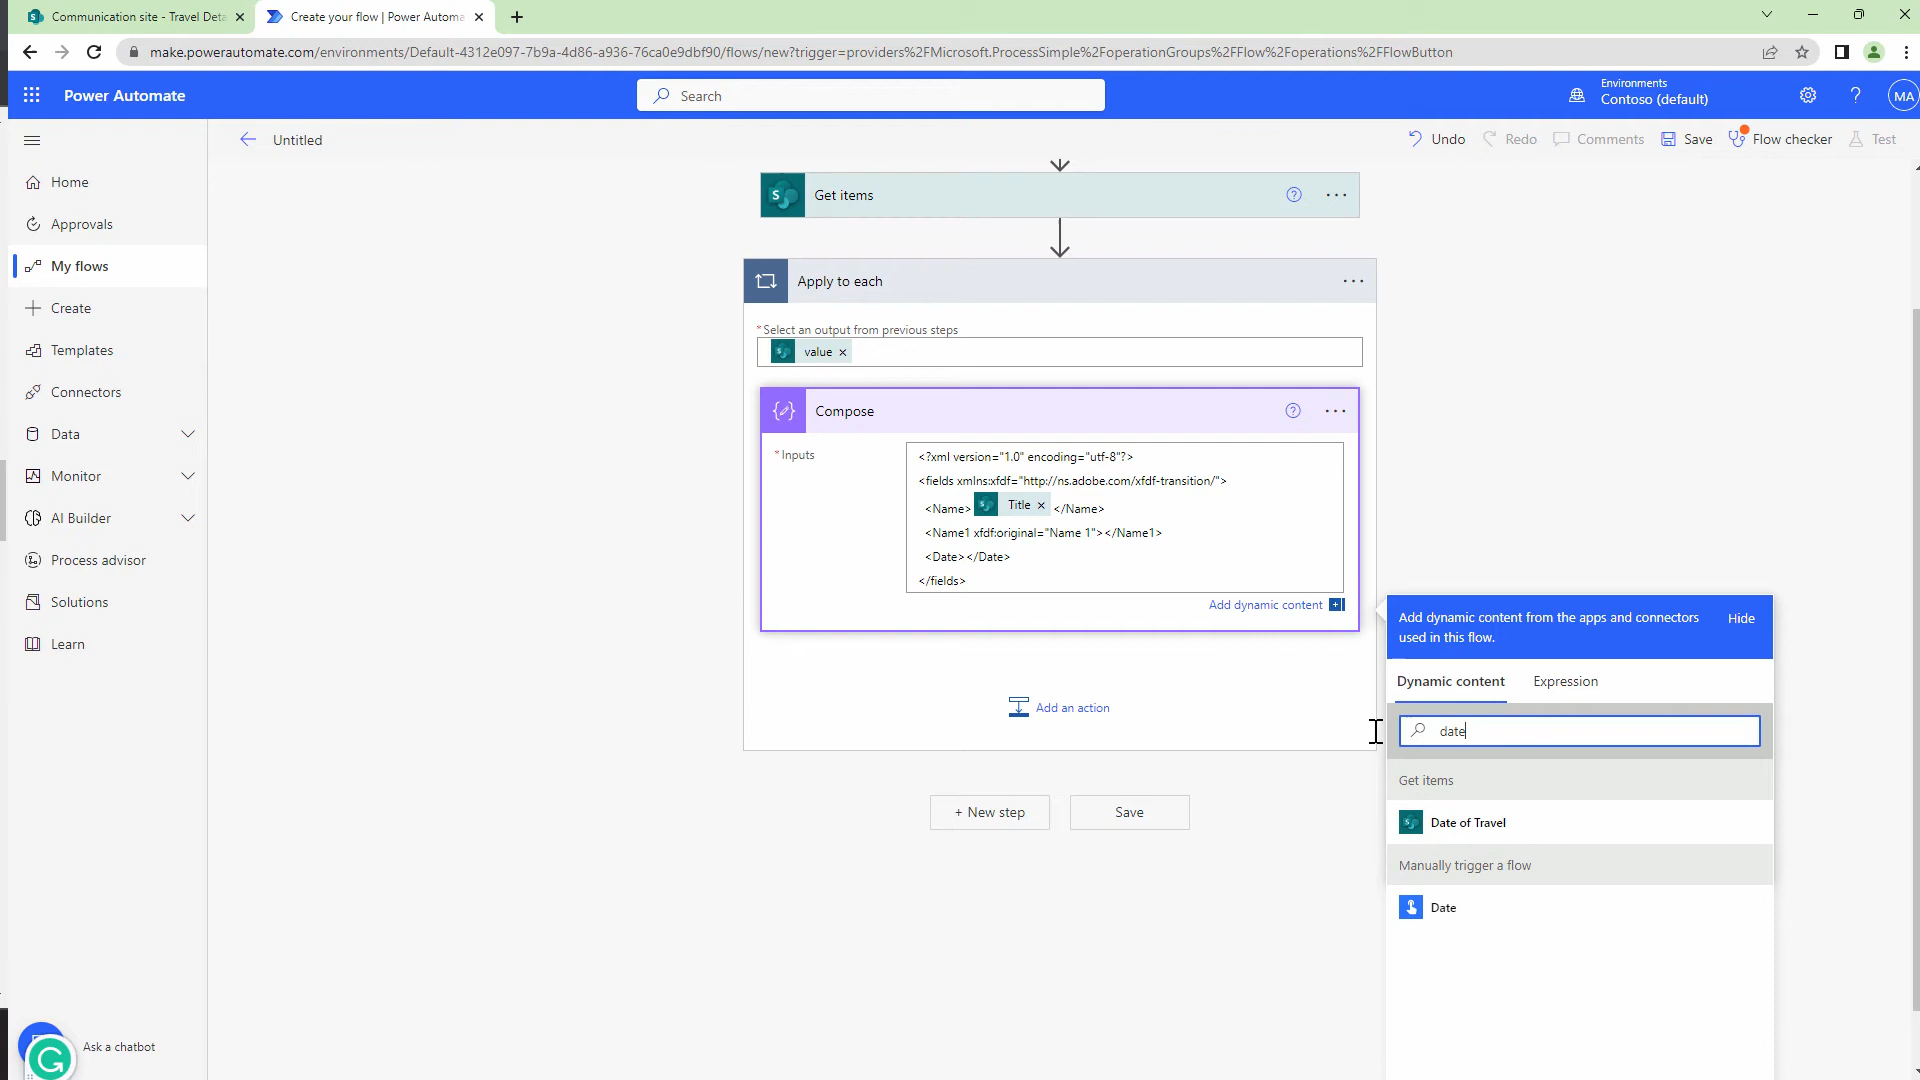 Communication site - Travel Deta
Create your flow | Power Automa
make.powerautomate.com/environments/Default-4312e097-7b9a-4d86-a936-76ca0e9dbf90/flows/new?trigger=providers%2FMicrosoft.ProcessSimple%2FoperationGroups%2FFlow%2Foperations%2FFlowButton
Power Automate
Search
Environments
Contoso (default)
MA
Untitled
Undo
Redo
Comments
Save
Flow checker
Test
Home
Approvals
My flows
Create
Templates
Connectors
Data
Monitor
AI Builder
Process advisor
Solutions
Learn
Ask a chatbot
Get items
Apply to each
*Select an output from previous steps
value
Compose
*Inputs
<?xml version="1.0" encoding="utf-8"?>
<fields xmlns:xfdf="http://ns.adobe.com/xfdf-transition/">
<Name> Title </Name>
<Name1 xfdf:original="Name 1"></Name1>
<Date></Date>
</fields>
Add dynamic content
Add an action
+ New step
Save
Add dynamic content from the apps and connectors
used in this flow.
Hide
Dynamic content
Expression
date
Get items
Date of Travel
Manually trigger a flow
Date